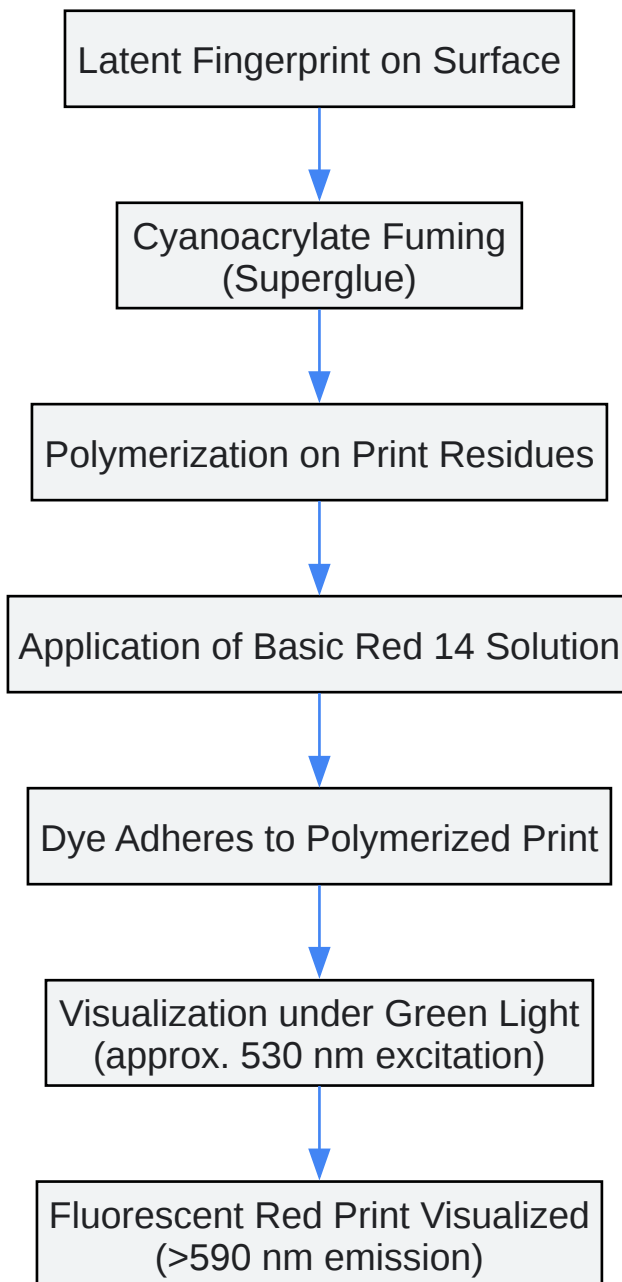 Latent Fingerprint on Surface
Cyanoacrylate Fuming
(Superglue)
Polymerization on Print Residues
Application of Basic Red 14 Solution
Dye Adheres to Polymerized Print
Visualization under Green Light
(approx. 530 nm excitation)
Fluorescent Red Print Visualized
(>590 nm emission)